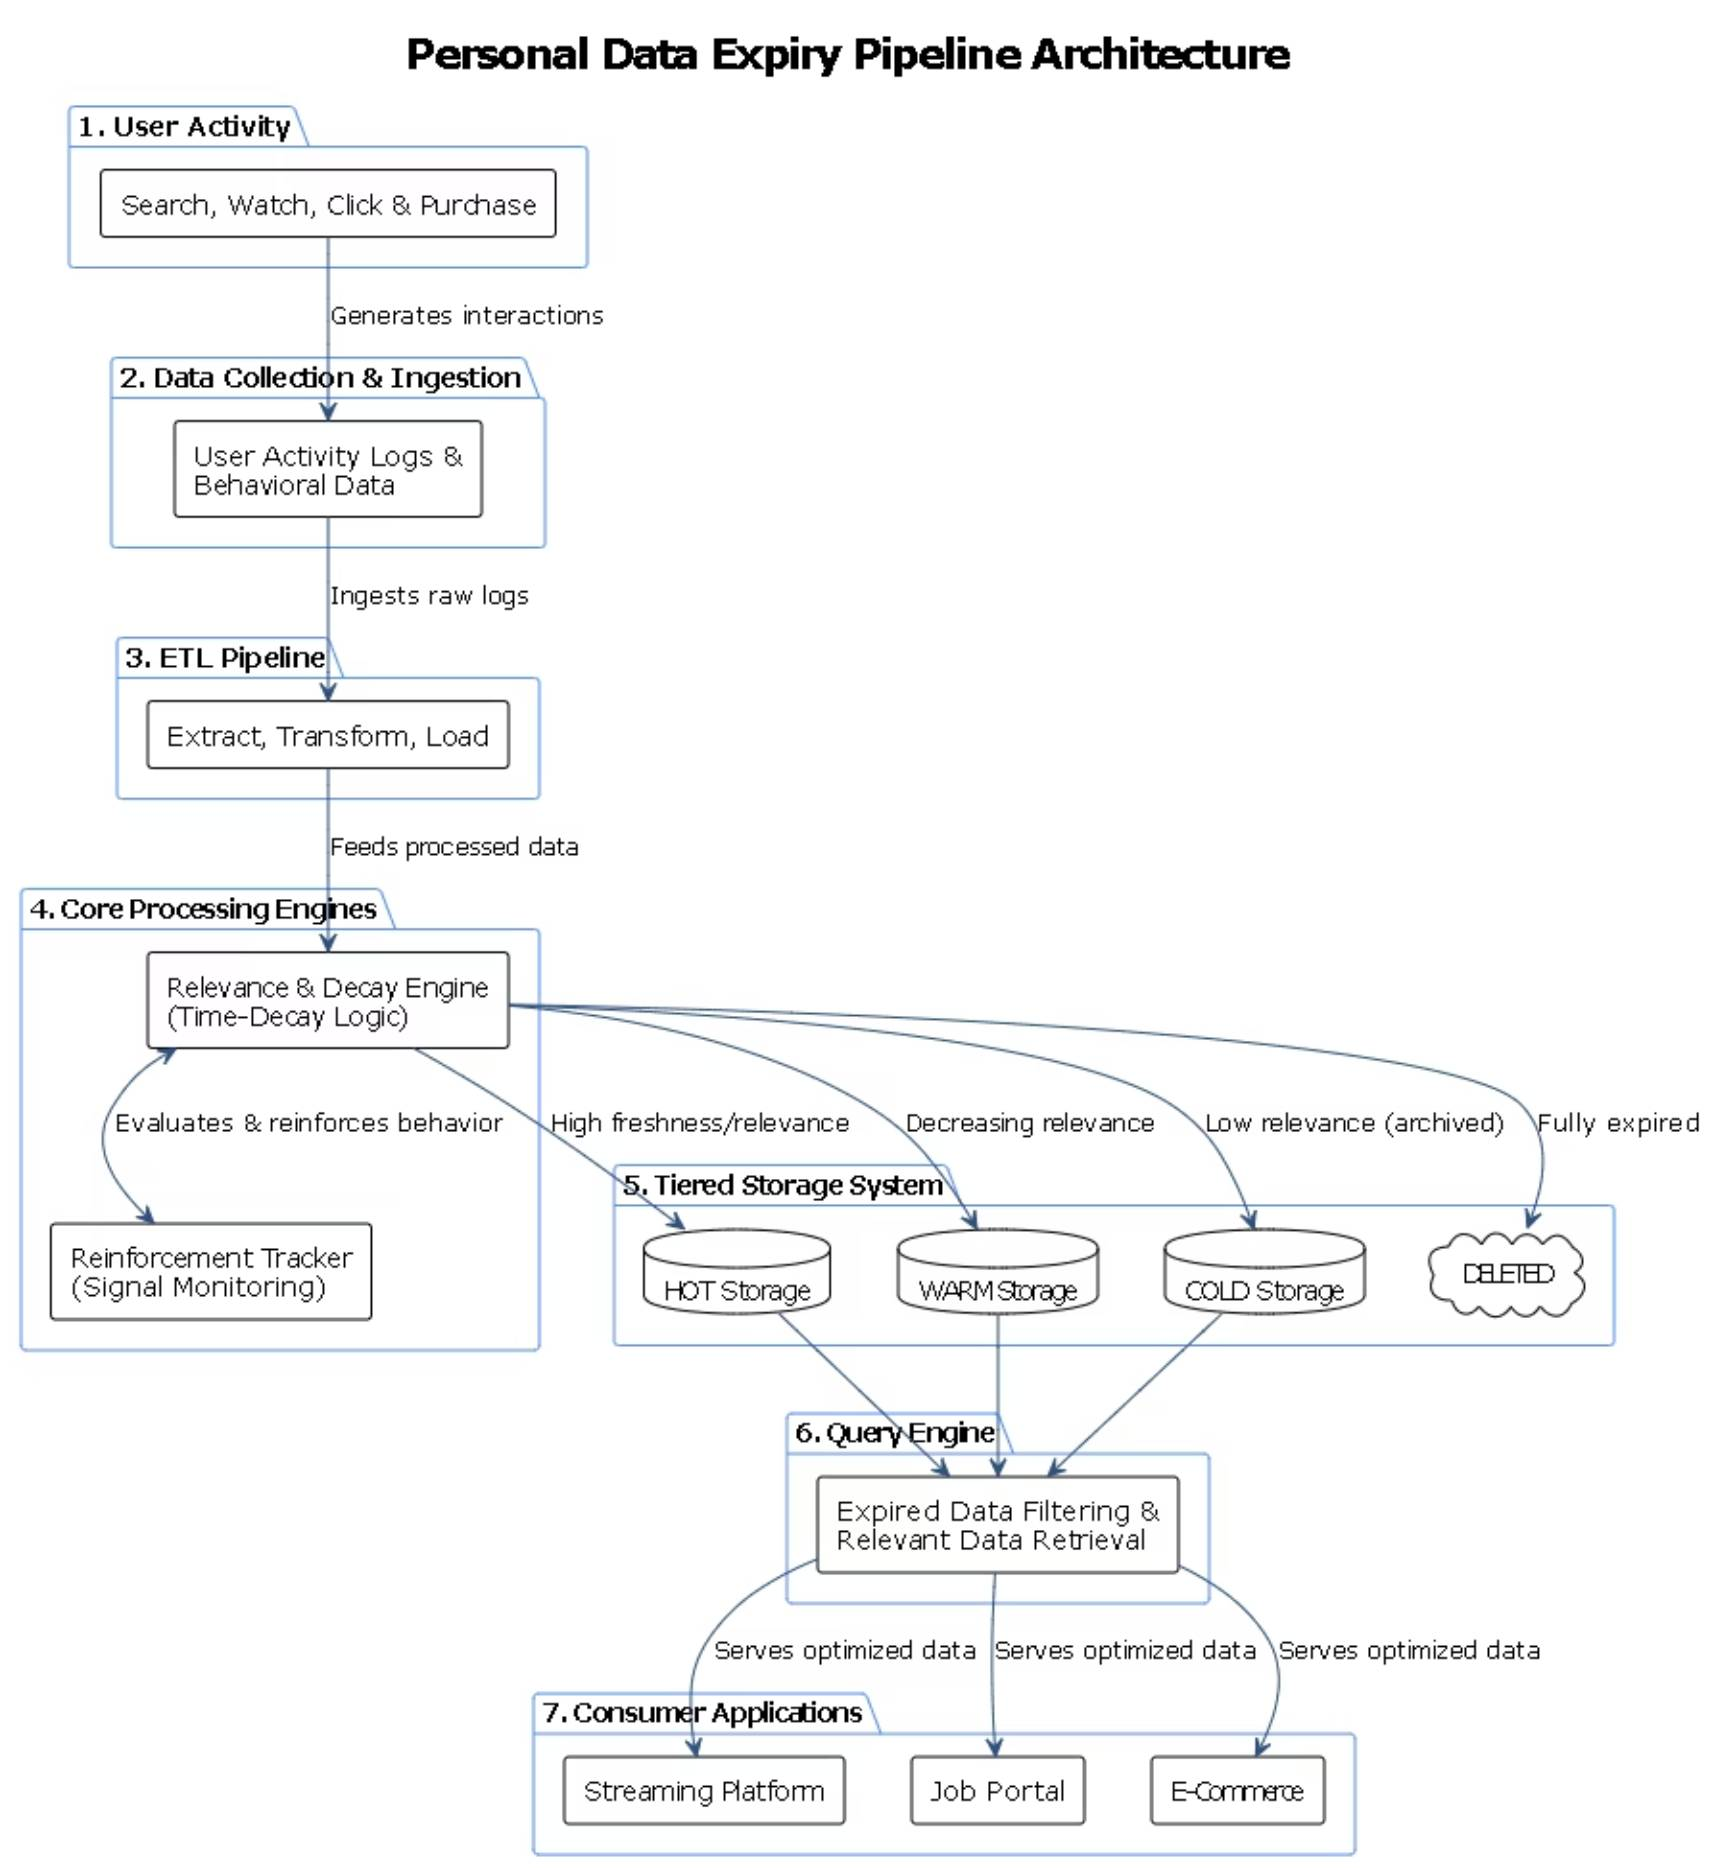 Personal Data Expiry Pipeline Architecture
1. User Activity
Search, Watch, Click & Purchase
Generates interactions
2. Data Collection & Ingestion
User Activity Logs &
Behavioral Data
Ingests raw logs
3. ETL Pipeline
Extract, Transform, Load
Feeds processed data
4. Core Processing Engines
Relevance & Decay Engine
(Time-Decay Logic)
Evaluates & reinforces behavior
High freshness/relevance
Decreasing relevance
Low relevance (archived)
Fully expired
Reinforcement Tracker
(Signal Monitoring)
5. Tiered Storage System
HOT Storage
WARM Storage
COLD Storage
DELETED
6. Query Engine
Expired Data Filtering &
Relevant Data Retrieval
Serves optimized data
Serves optimized data
Serves optimized data
7. Consumer Applications
Streaming Platform
Job Portal
E-Commerce